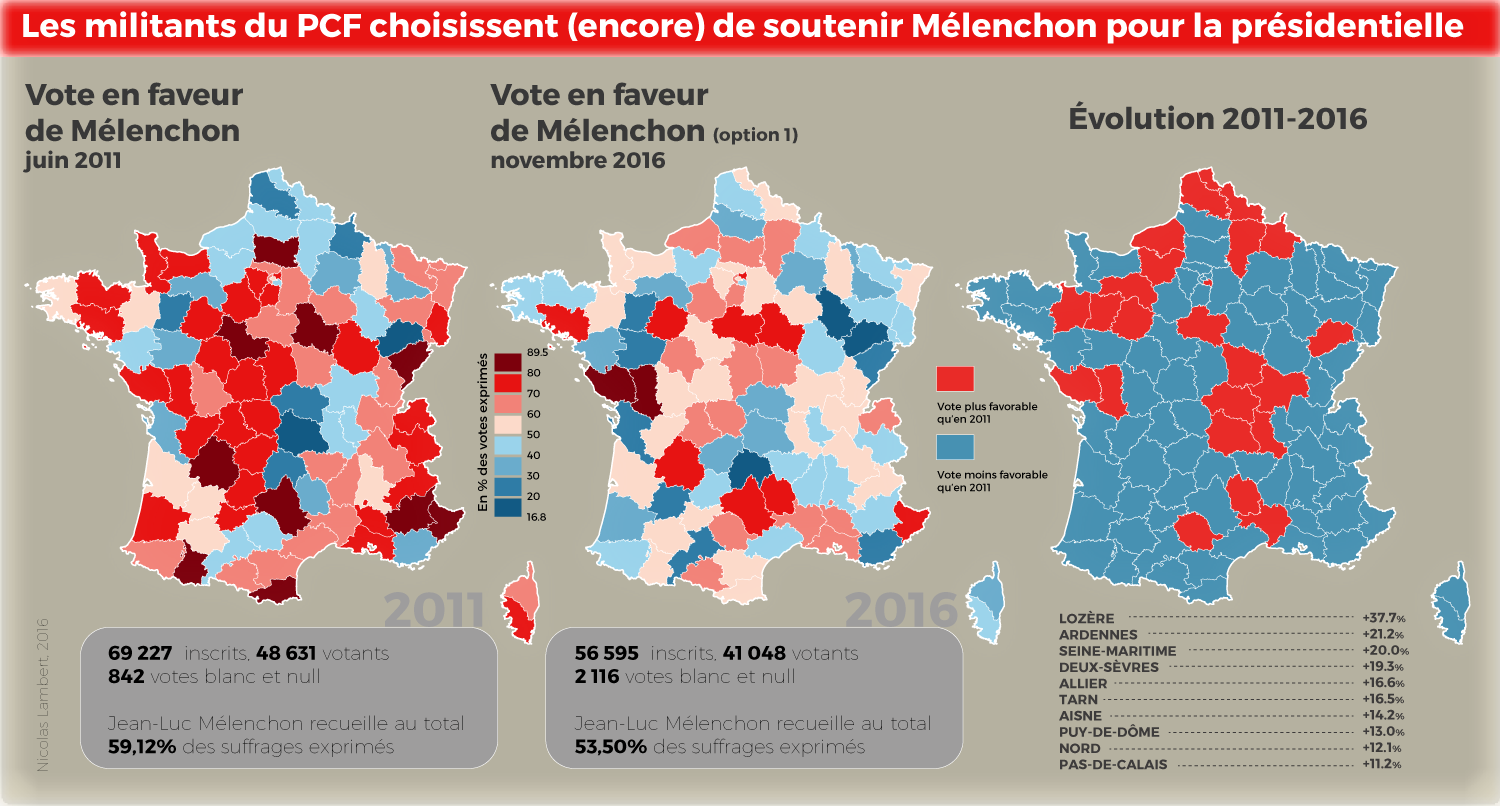 Les militants du PCF choisissent (encore) de soutenir Mélenchon pour la présidentielle
Vote en faveur
de Mélenchon
juin 2011
Vote en faveur
de Mélenchon (option 1)
novembre 2016
Évolution 2011-2016
En % des votes exprimés
89.5
80
70
60
50
40
30
20
16.8
Vote plus favorable
qu'en 2011
Vote moins favorable
qu'en 2011
2011
69 227 inscrits, 48 631 votants
842 votes blanc et null
Jean-Luc Mélenchon recueille au total
59,12% des suffrages exprimés
2016
56 595 inscrits, 41 048 votants
2 116 votes blanc et null
Jean-Luc Mélenchon recueille au total
53,50% des suffrages exprimés
LOZÈRE +37.7%
ARDENNES +21.2%
SEINE-MARITIME +20.0%
DEUX-SÈVRES +19.3%
ALLIER +16.6%
TARN +16.5%
AISNE +14.2%
PUY-DE-DÔME +13.0%
NORD +12.1%
PAS-DE-CALAIS +11.2%
Nicolas Lambert, 2016